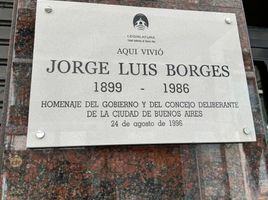 LEGISLATURA
AQUI VIVIÓ
JORGE LUIS BORGES
1899 - 1986
HOMENAJE DEL GOBIERNO Y DEL CONCEJO DELIBERANTE
DE LA CIUDAD DE BUENOS AIRES
24 de agosto de 1996